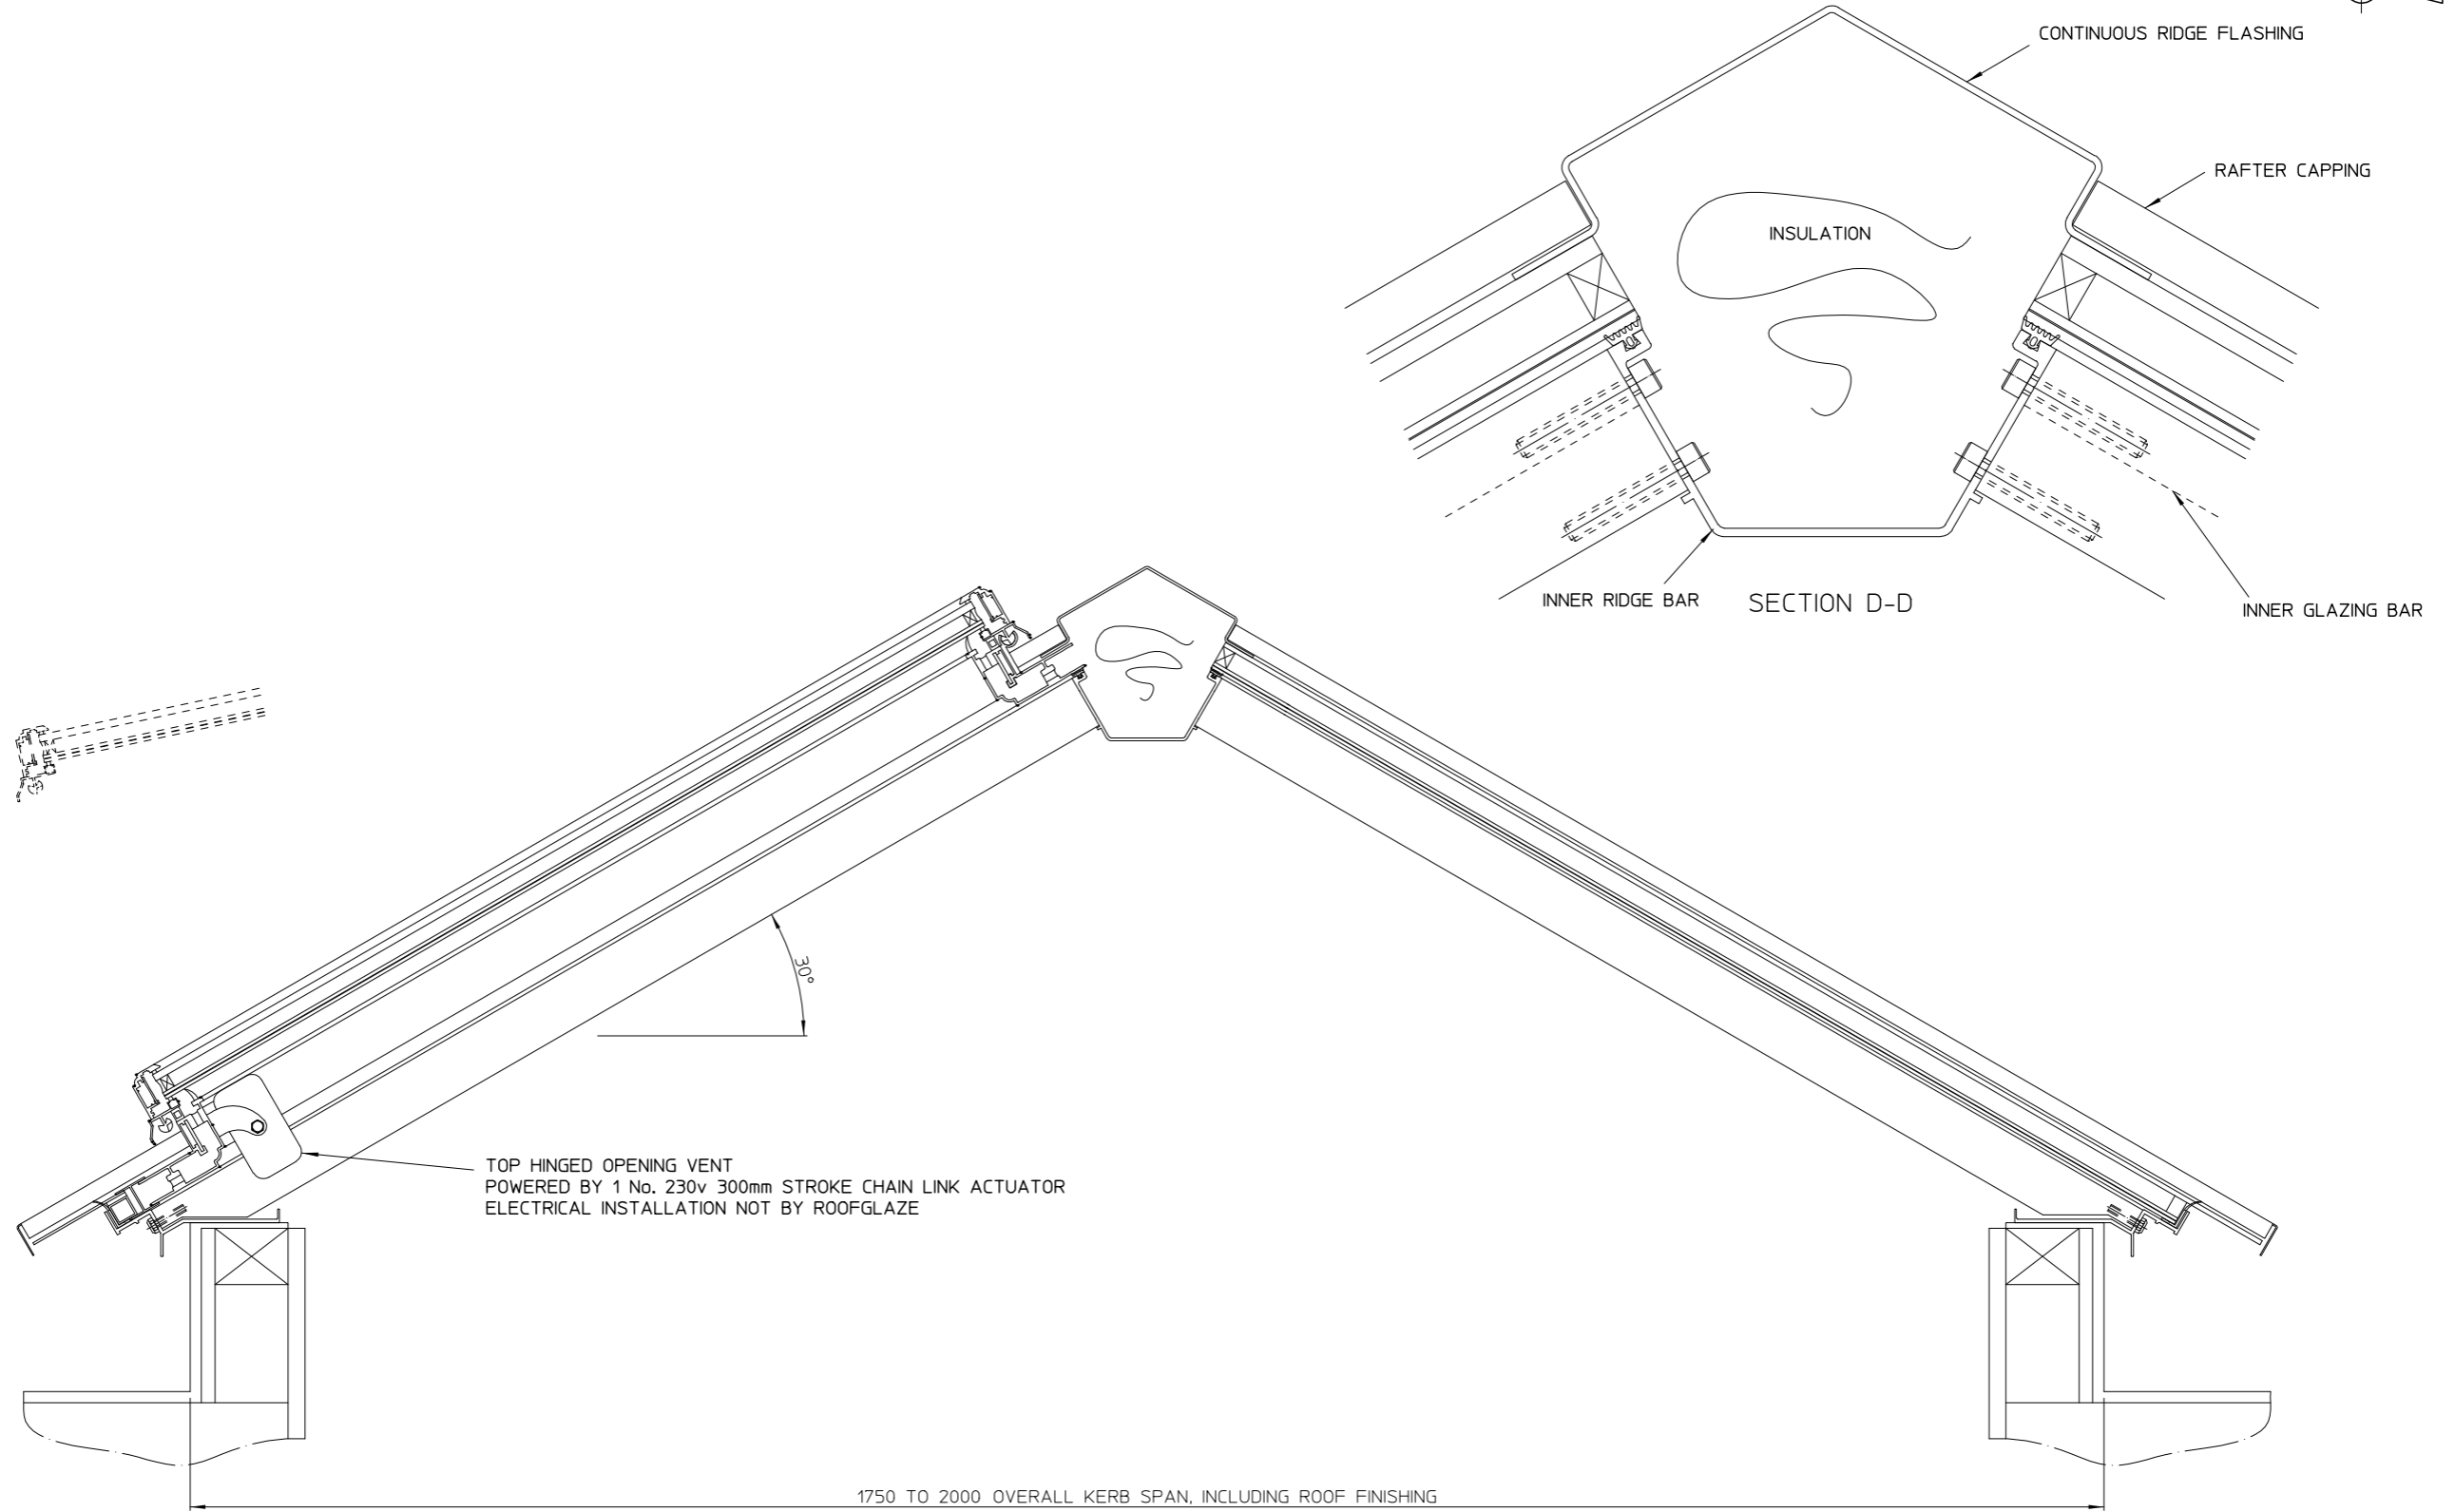 CONTINUOUS RIDGE FLASHING
RAFTER CAPPING
INSULATION
INNER RIDGE BAR
SECTION D-D
INNER GLAZING BAR
30°
TOP HINGED OPENING VENT
POWERED BY 1 No. 230v 300mm STROKE CHAIN LINK ACTUATOR
ELECTRICAL INSTALLATION NOT BY ROOFGLAZE
1750 TO 2000 OVERALL KERB SPAN, INCLUDING ROOF FINISHING